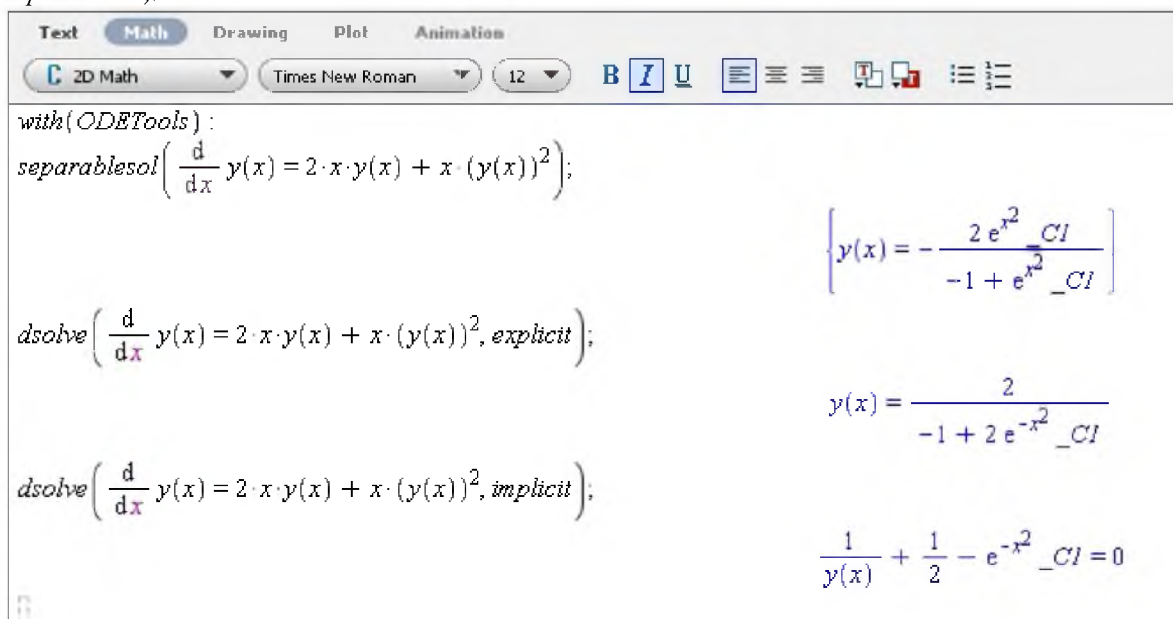 Text Math Drawing Plot Animation
C 2D Math Times New Roman 12 B I U
with(ODETools) :
separablesol( d/dx y(x) = 2·x·y(x) + x·(y(x))^2 );
{ y(x) = - (2 e^(x^2) _C1)/(-1 + e^(x^2) _C1) }
dsolve( d/dx y(x) = 2·x·y(x) + x·(y(x))^2, explicit );
y(x) = 2/(-1 + 2 e^(-x^2) _C1)
dsolve( d/dx y(x) = 2·x·y(x) + x·(y(x))^2, implicit );
1/y(x) + 1/2 - e^(-x^2) _C1 = 0